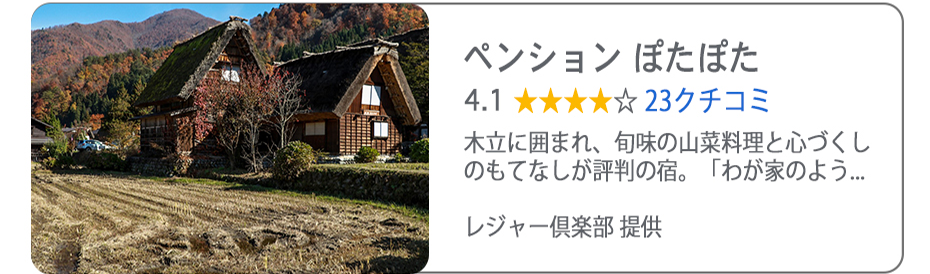 ペンション ぽたぽた
4.1 ★★★★☆ 23クチコミ
木立に囲まれ、旬味の山菜料理と心づくし
のもてなしが評判の宿。「わが家のよう...
レジャー倶楽部 提供